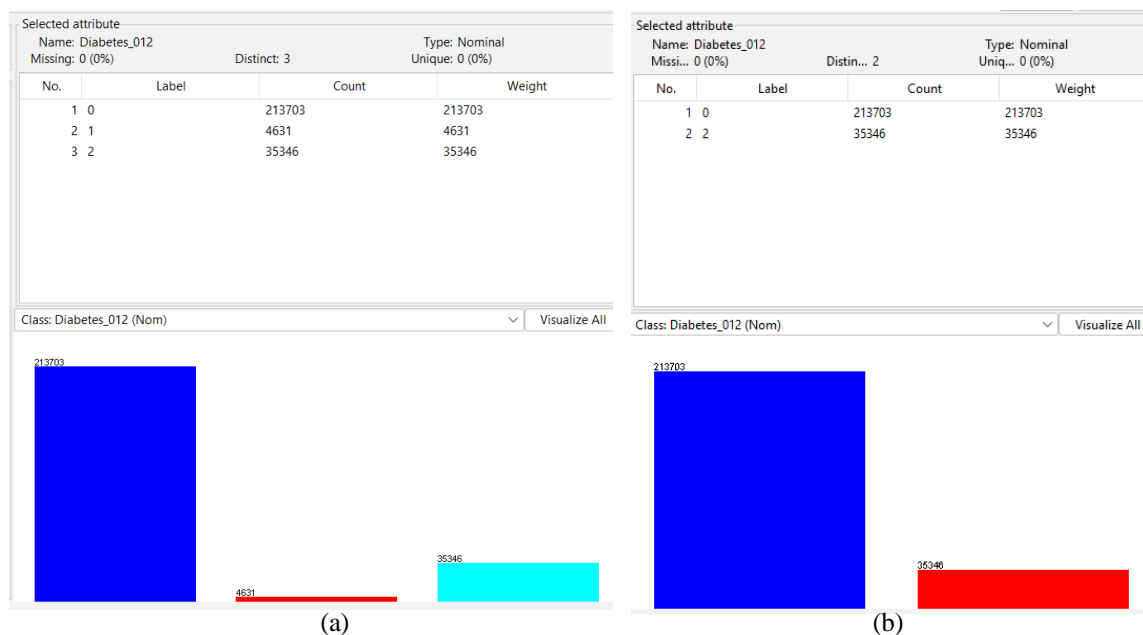 Selected attribute
Name: Diabetes_012 Type: Nominal
Missing: 0 (0%) Distinct: 3 Unique: 0 (0%)
No. Label Count Weight
1 0 213703 213703
2 1 4631 4631
3 2 35346 35346
Class: Diabetes_012 (Nom) Visualize All
213703
35346
4631
(a)
Selected attribute
Name: Diabetes_012 Type: Nominal
Missi... 0 (0%) Distin... 2 Uniq... 0 (0%)
No. Label Count Weight
1 0 213703 213703
2 2 35346 35346
Class: Diabetes_012 (Nom) Visualize All
213703
35346
(b)